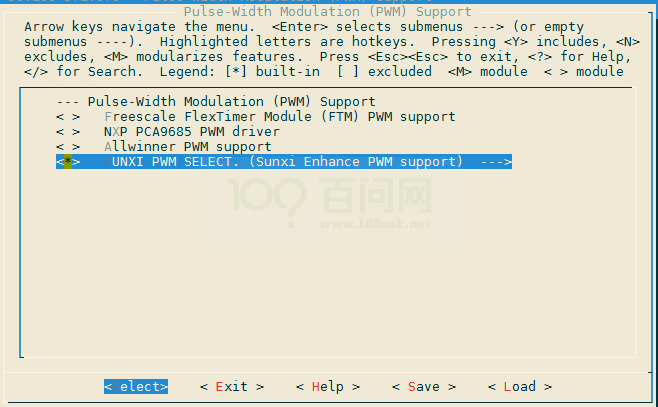 Pulse-Width Modulation (PWM) Support
Arrow keys navigate the menu.  <Enter> selects submenus ---> (or empty
submenus ----).  Highlighted letters are hotkeys.  Pressing <Y> includes, <N>
excludes, <M> modularizes features.  Press <Esc><Esc> to exit, <?> for Help,
</> for Search.  Legend: [*] built-in  [ ] excluded  <M> module  < > module
--- Pulse-Width Modulation (PWM) Support
< >   Freescale FlexTimer Module (FTM) PWM support
< >   NXP PCA9685 PWM driver
< >   Allwinner PWM support
<*>   SUNXI PWM SELECT. (Sunxi Enhance PWM support)  --->
100?百问网
www.100ask.net
<Select>    < Exit >    < Help >    < Save >    < Load >